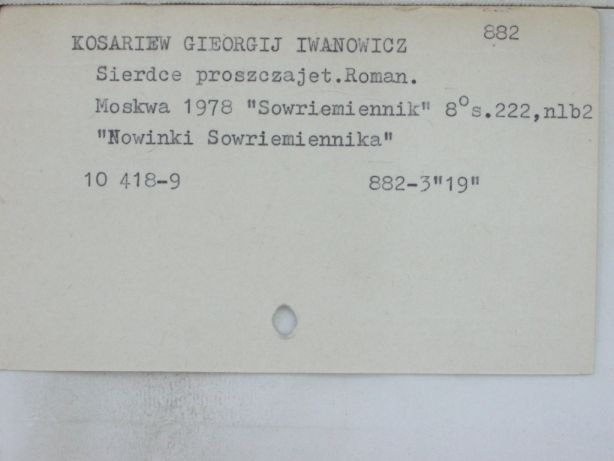 882
KOSARIEW GIEORGIJ IWANOWICZ
Sierdce proszczajet.Roman.
Moskwa 1978 "Sowriemiennik" 8° s.222,nlb2
"Nowinki Sowriemiennika"
10 418-9 882-3"19"